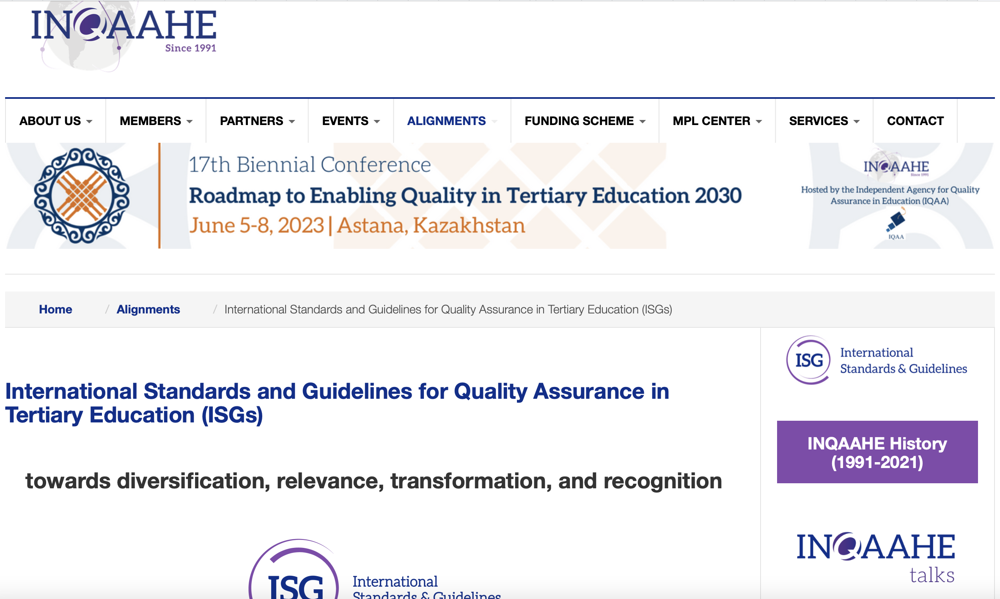 INQAAHE
Since 1991
ABOUT US
MEMBERS
PARTNERS
EVENTS
ALIGNMENTS
FUNDING SCHEME
MPL CENTER
SERVICES
CONTACT
17th Biennial Conference
Roadmap to Enabling Quality in Tertiary Education 2030
June 5-8, 2023 | Astana, Kazakhstan
INQAAHE
Since 1991
Hosted by the Independent Agency for Quality
Assurance in Education (IQAA)
IQAA
Home / Alignments / International Standards and Guidelines for Quality Assurance in Tertiary Education (ISGs)
International Standards and Guidelines for Quality Assurance in
Tertiary Education (ISGs)
towards diversification, relevance, transformation, and recognition
ISG
International
Standards & Guidelines
ISG
International
Standards & Guidelines
INQAAHE History
(1991-2021)
INQAAHE
talks